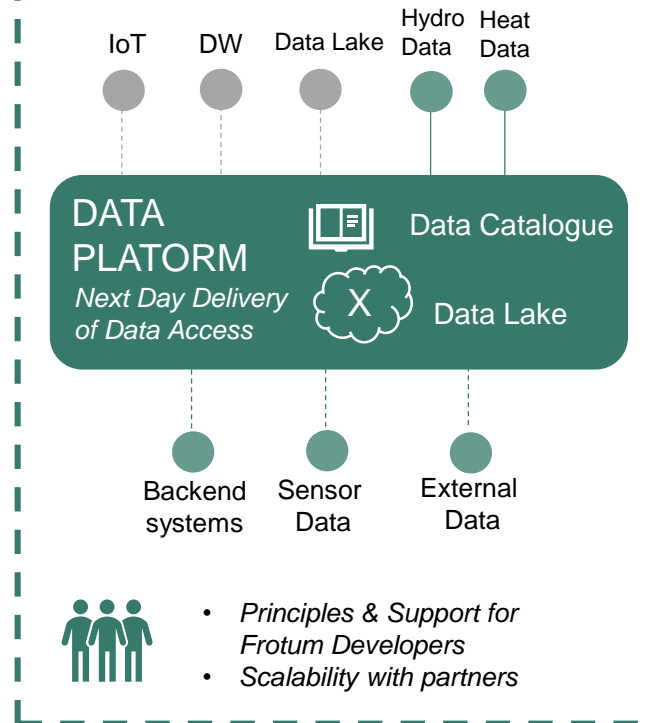 IoT
DW
Data Lake
Hydro
Data
Heat
Data
DATA
PLATORM
Next Day Delivery
of Data Access
Data Catalogue
X
Data Lake
Backend
systems
Sensor
Data
External
Data
• Principles & Support for
Frotum Developers
• Scalability with partners